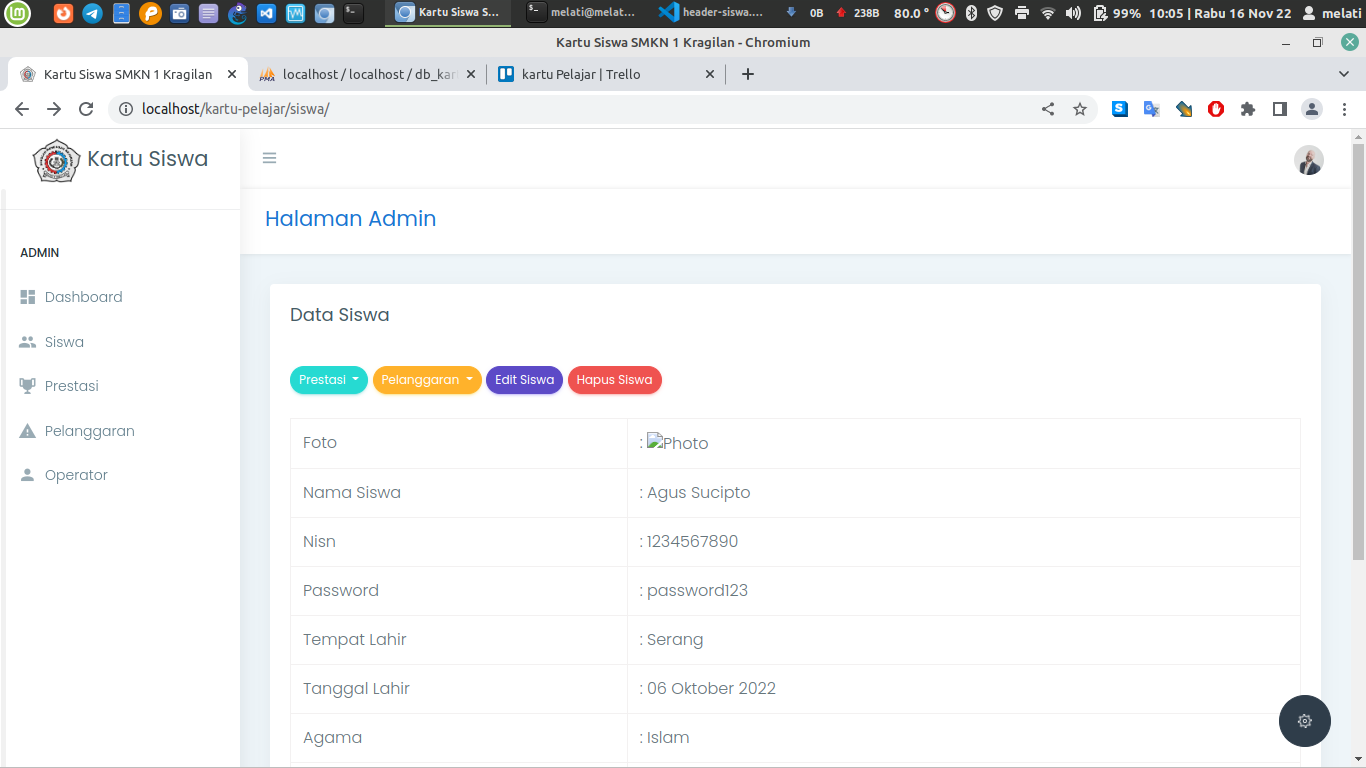 Kartu Siswa S...
melati@melat...
header-siswa....
0B
238B
80.0 °
99%
10:05 | Rabu 16 Nov 22
melati
Kartu Siswa SMKN 1 Kragilan - Chromium
Kartu Siswa SMKN 1 Kragilan
localhost / localhost / db_kar
kartu Pelajar | Trello
localhost/kartu-pelajar/siswa/
Kartu Siswa
Halaman Admin
ADMIN
Dashboard
Siswa
Prestasi
Pelanggaran
Operator
Data Siswa
Prestasi
Pelanggaran
Edit Siswa
Hapus Siswa
Foto : Photo
Nama Siswa : Agus Sucipto
Nisn : 1234567890
Password : password123
Tempat Lahir : Serang
Tanggal Lahir : 06 Oktober 2022
Agama : Islam